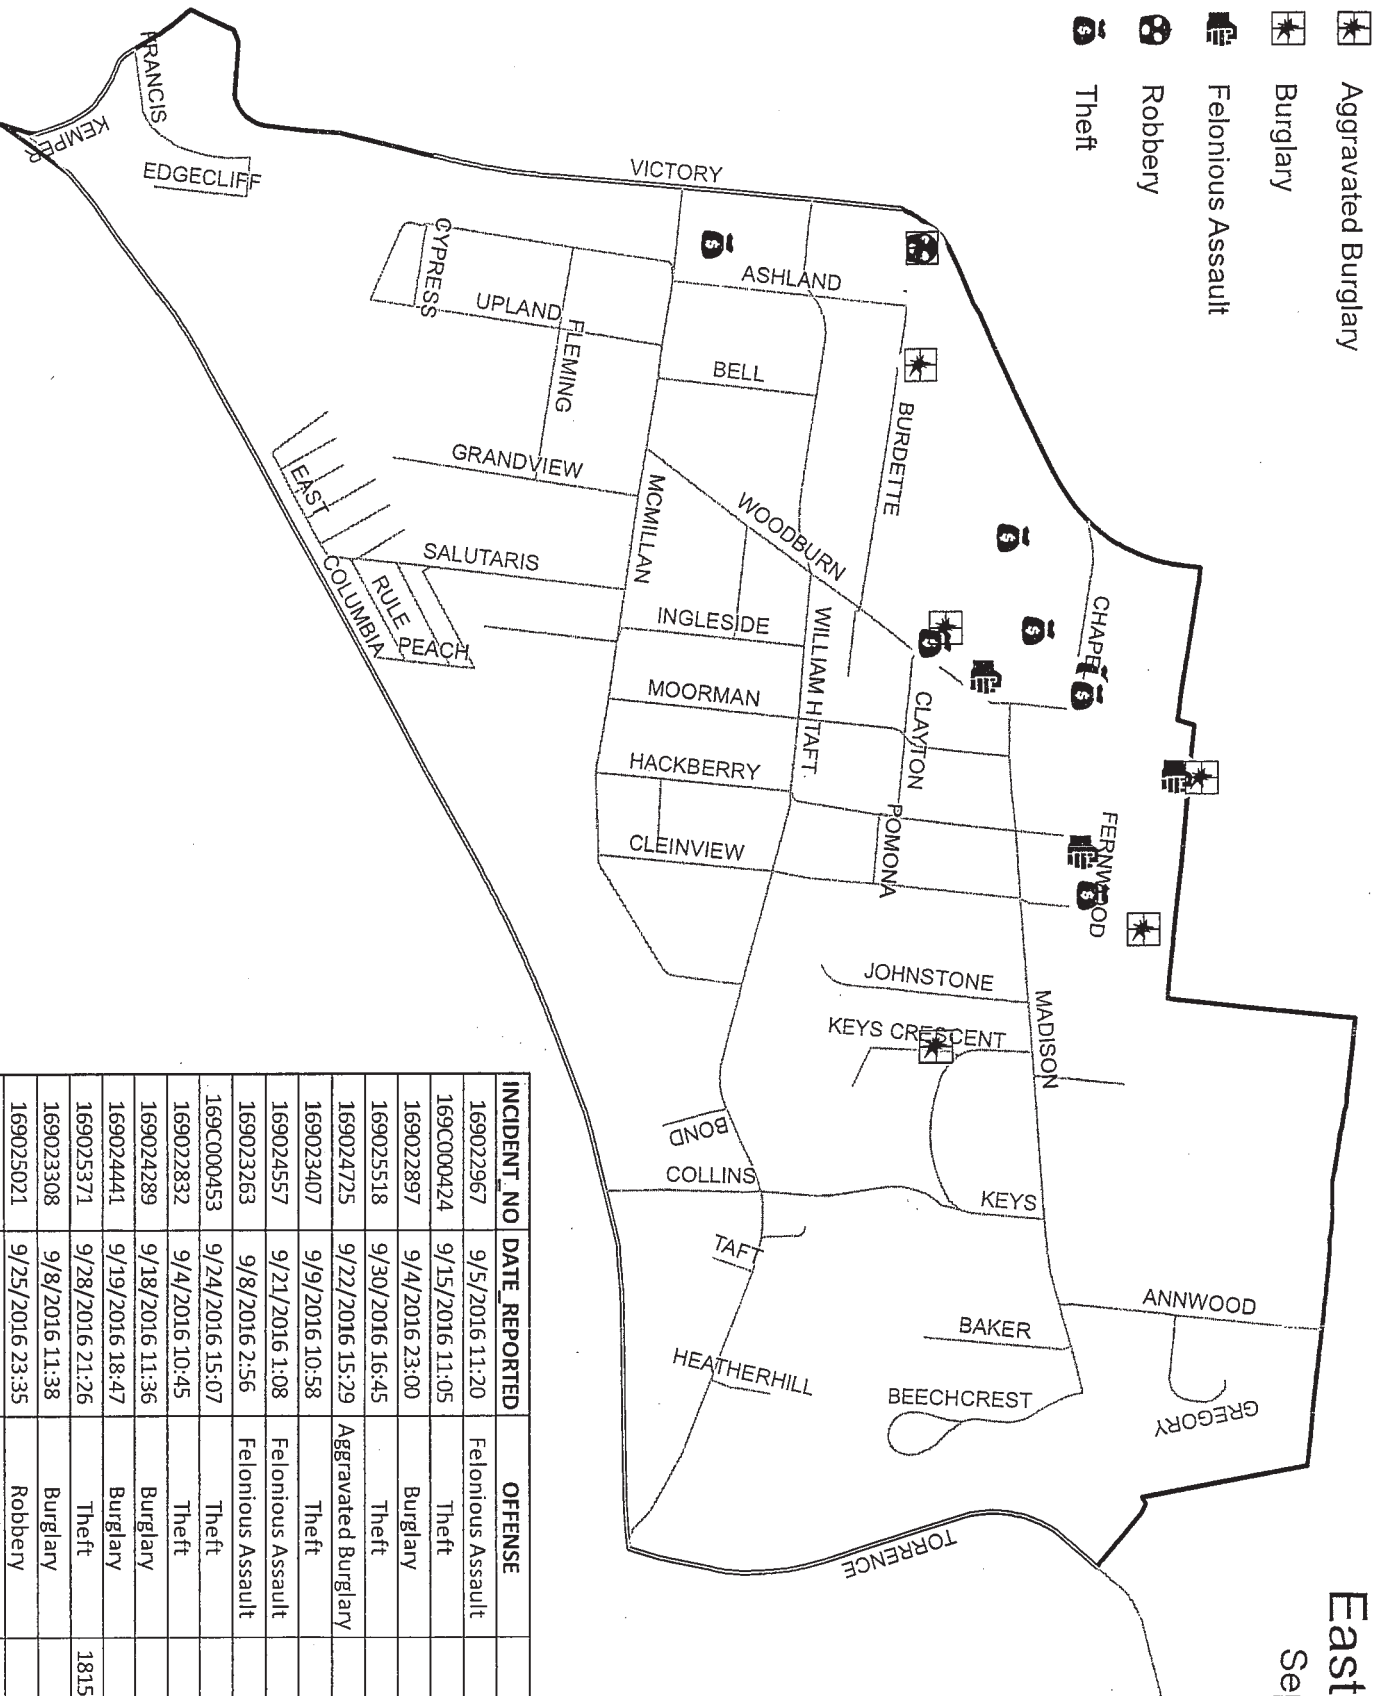 East
Se
Aggravated Burglary
Burglary
Felonious Assault
Robbery
Theft
FRANCIS
KEMPER
EDGECLIFF
VICTORY
CYPRESS
UPLAND
FLEMING
ASHLAND
BELL
BURDETTE
GRANDVIEW
MCMILLAN
WOODBURN
EAST
SALUTARIS
COLUMBIA
RULE
PEACH
INGLESIDE
WILLIAM H TAFT
CHAPEL
MOORMAN
CLAYTON
HACKBERRY
POMONA
CLEINVIEW
FERNWOOD
JOHNSTONE
MADISON
KEYS CRESCENT
BOND
COLLINS
KEYS
TAFT
ANNWOOD
BAKER
HEATHERHILL
BEECHCREST
GREGORY
TORRENCE
INCIDENT_NO DATE_REPORTED OFFENSE
169022967 9/5/2016 11:20 Felonious Assault
169C000424 9/15/2016 11:05 Theft
169022897 9/4/2016 23:00 Burglary
169025518 9/30/2016 16:45 Theft
169024725 9/22/2016 15:29 Aggravated Burglary
169023407 9/9/2016 10:58 Theft
169024557 9/21/2016 1:08 Felonious Assault
169023263 9/8/2016 2:56 Felonious Assault
169C000453 9/24/2016 15:07 Theft
169022832 9/4/2016 10:45 Theft
169024289 9/18/2016 11:36 Burglary
169024441 9/19/2016 18:47 Burglary
169025371 9/28/2016 21:26 Theft 1815
169023308 9/8/2016 11:38 Burglary
169025021 9/25/2016 23:35 Robbery